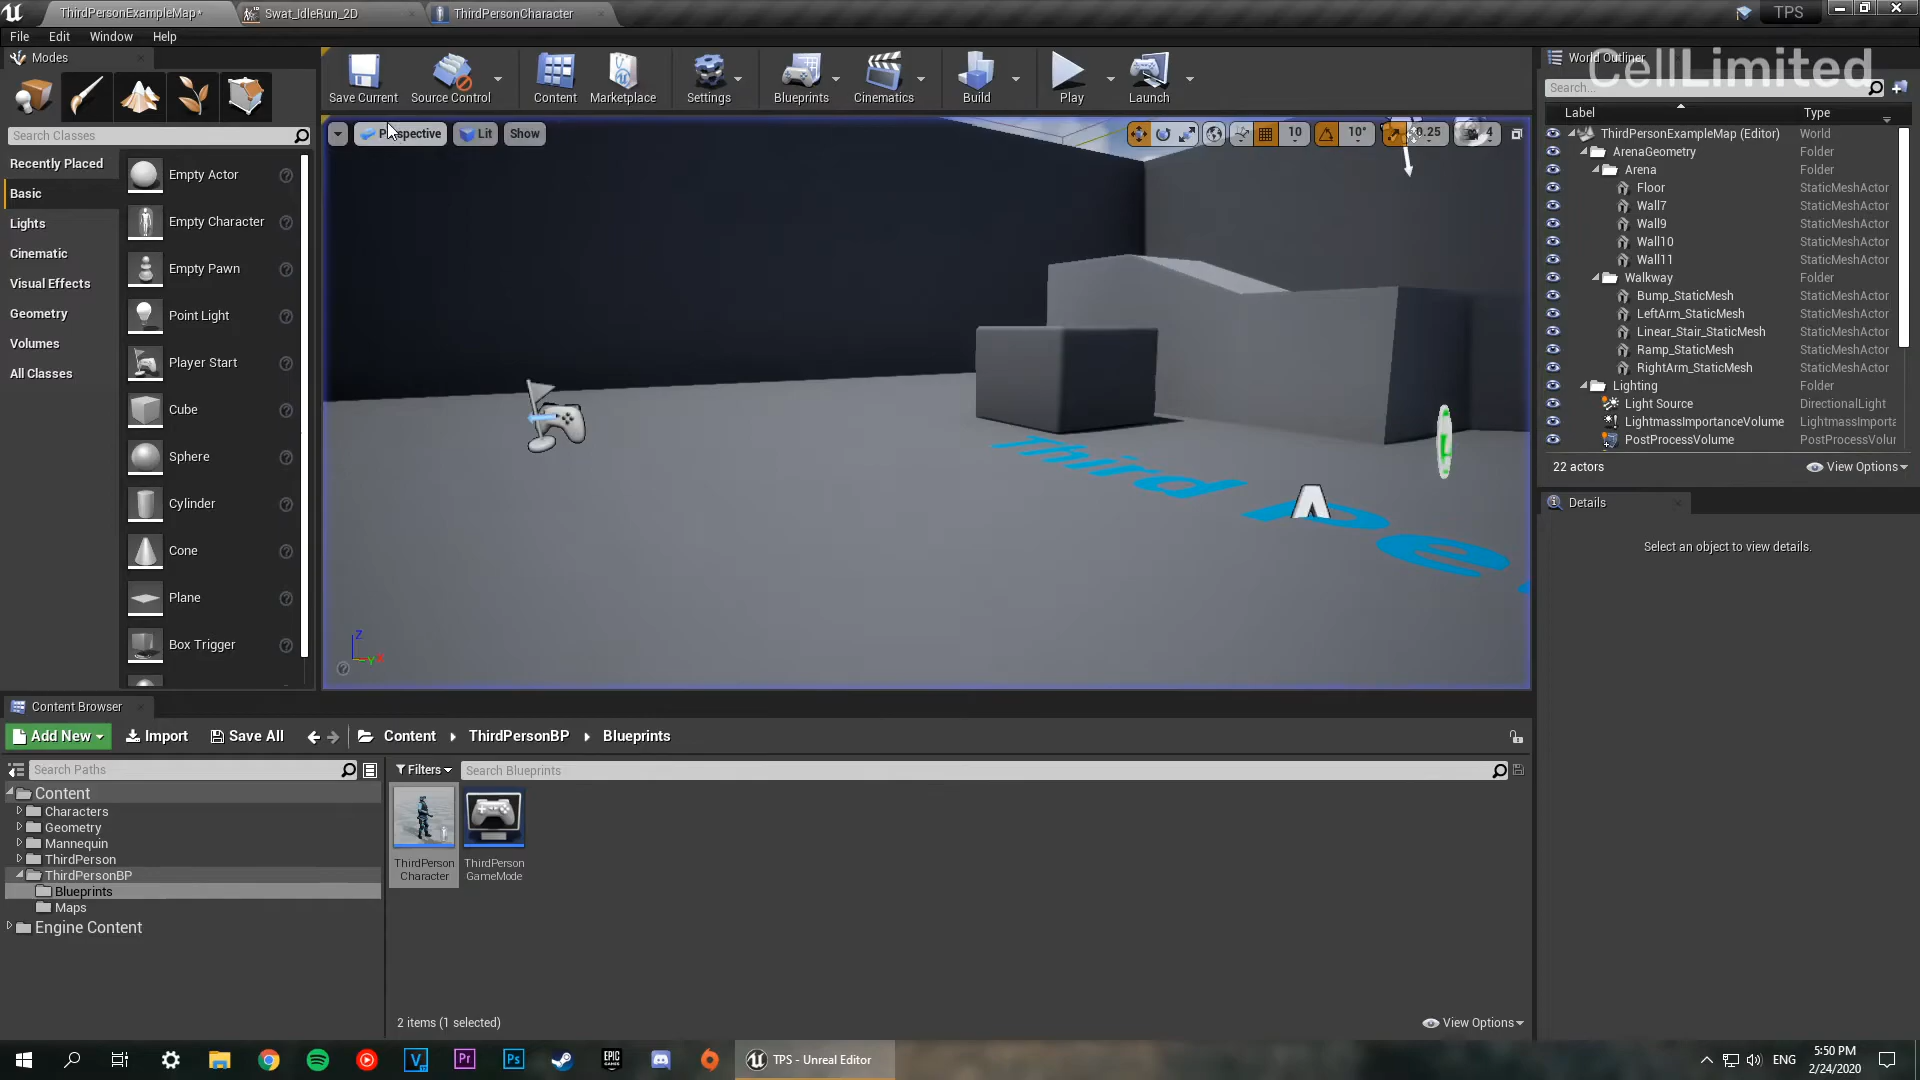 ThirdPersonExampleMap*
Swat_IdleRun_2D
ThirdPersonCharacter
TPS
File
Edit
Window
Help
Modes
Search Classes
Recently Placed
Basic
Lights
Cinematic
Visual Effects
Geometry
Volumes
All Classes
Empty Actor
Empty Character
Empty Pawn
Point Light
Player Start
Cube
Sphere
Cylinder
Cone
Plane
Box Trigger
Save Current
Source Control
Content
Marketplace
Settings
Blueprints
Cinematics
Build
Play
Launch
Perspective
Lit
Show
10
10°
0.25
4
Third Pe
World Outliner
CellLimited
Search...
Label
Type
ThirdPersonExampleMap (Editor)
World
ArenaGeometry
Folder
Arena
Folder
Floor
StaticMeshActor
Wall7
StaticMeshActor
Wall9
StaticMeshActor
Wall10
StaticMeshActor
Wall11
StaticMeshActor
Walkway
Folder
Bump_StaticMesh
StaticMeshActor
LeftArm_StaticMesh
StaticMeshActor
Linear_Stair_StaticMesh
StaticMeshActor
Ramp_StaticMesh
StaticMeshActor
RightArm_StaticMesh
StaticMeshActor
Lighting
Folder
Light Source
DirectionalLight
LightmassImportanceVolume
LightmassImporta
PostProcessVolume
PostProcessVolur
22 actors
View Options
Details
Select an object to view details.
Content Browser
Add New
Import
Save All
Content
ThirdPersonBP
Blueprints
Search Paths
Filters
Search Blueprints
Content
Characters
Geometry
Mannequin
ThirdPerson
ThirdPersonBP
Blueprints
Maps
Engine Content
ThirdPerson
Character
ThirdPerson
GameMode
2 items (1 selected)
View Options
Z
Y
TPS - Unreal Editor
ENG
5:50 PM
2/24/2020